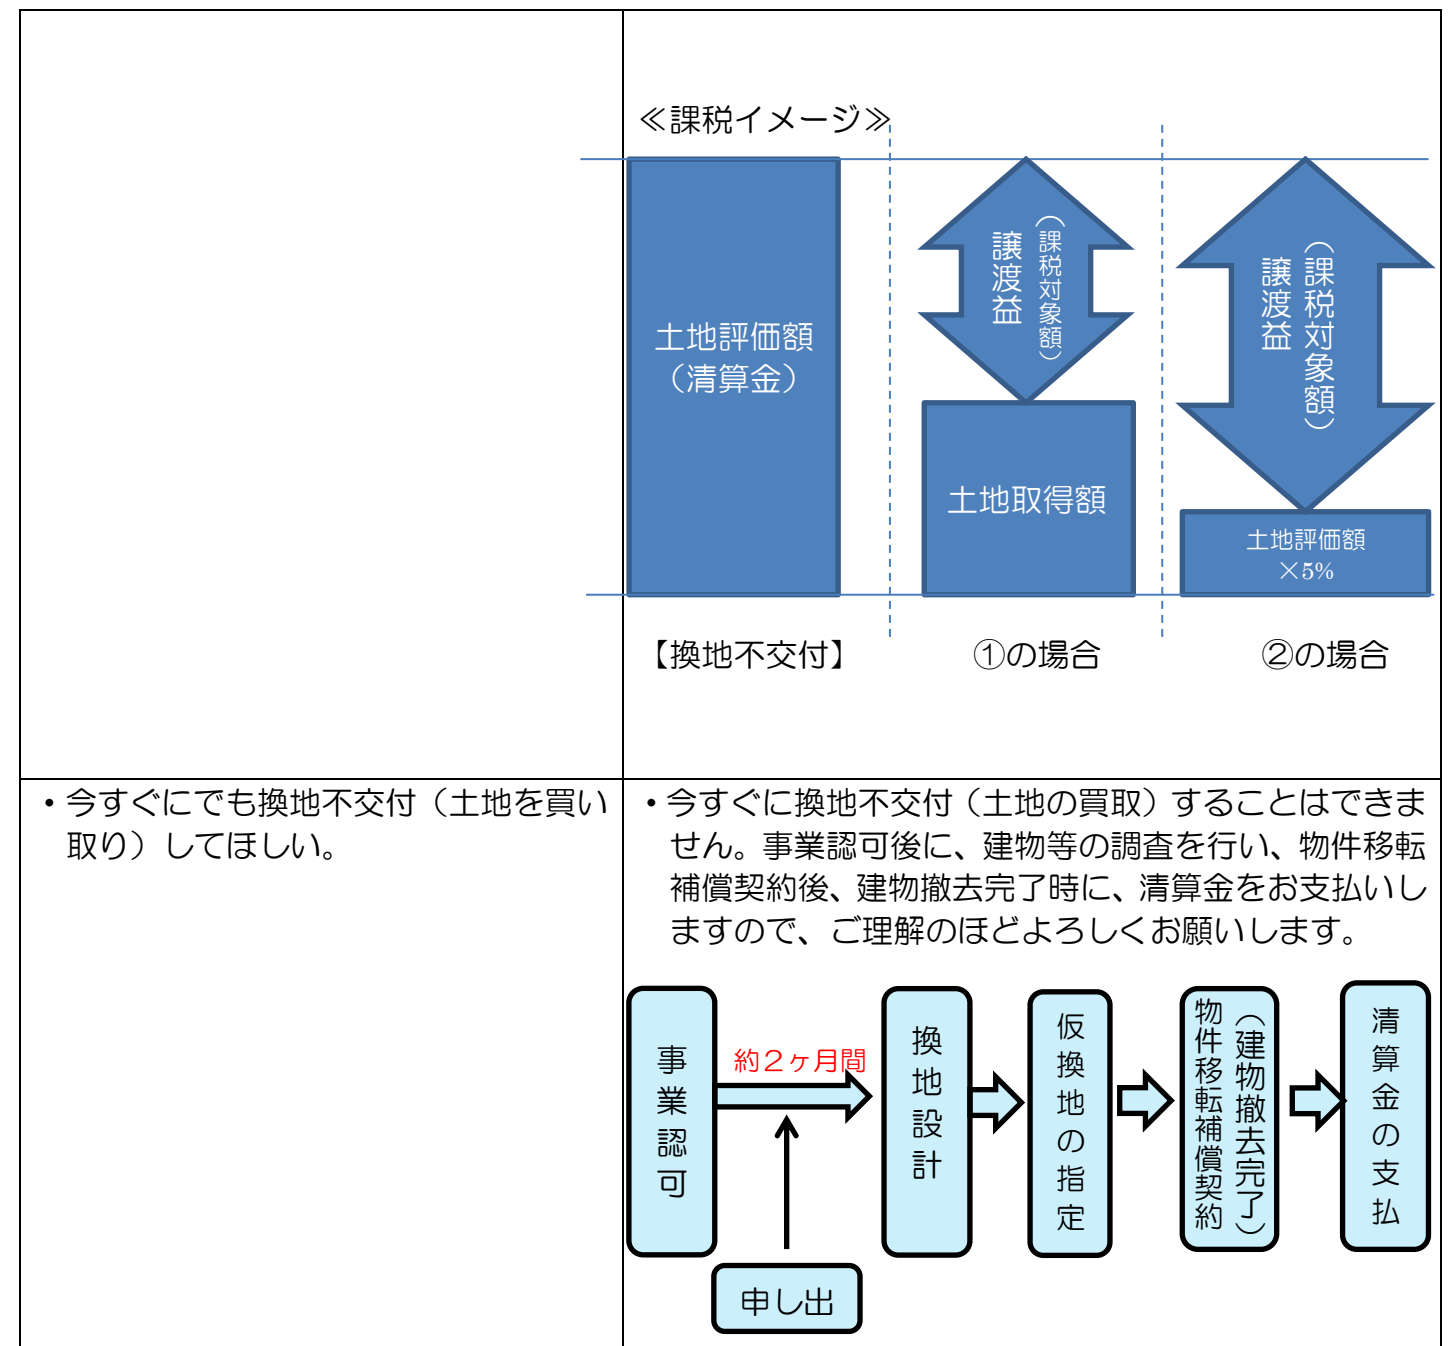 ≪課税イメージ≫
土地評価額
（清算金）
譲渡益
（課税対象額）
土地取得額
譲渡益
（課税対象額）
土地評価額
×5%
【換地不交付】
①の場合
②の場合
・今すぐにでも換地不交付（土地を買い
取り）してほしい。
・今すぐに換地不交付（土地の買取）することはできま
せん。事業認可後に、建物等の調査を行い、物件移転
補償契約後、建物撤去完了時に、清算金をお支払いし
ますので、ご理解のほどよろしくお願いします。
事業認可
約２ヶ月間
申し出
換地設計
仮換地の指定
（建物撤去完了）
物件移転補償契約
清算金の支払